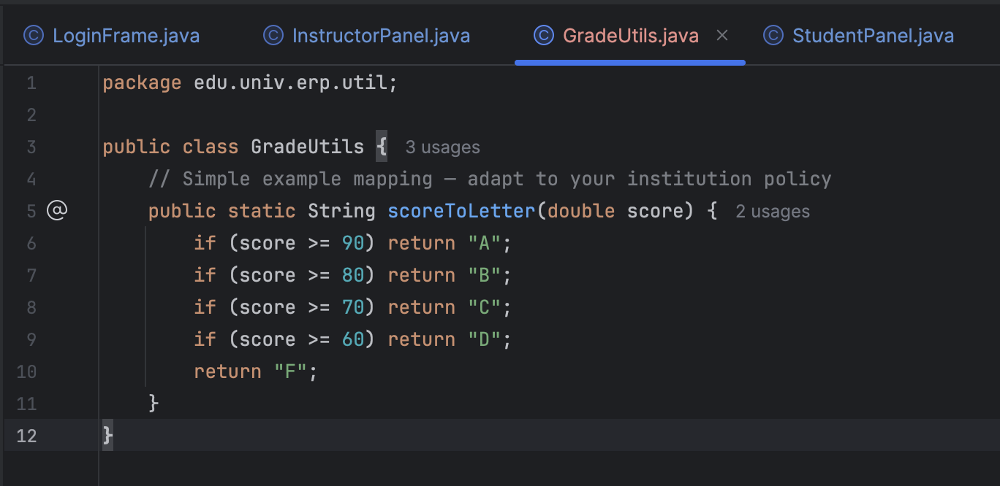 LoginFrame.java InstructorPanel.java GradeUtils.java StudentPanel.java
1 package edu.univ.erp.util;
2
3 public class GradeUtils { 3 usages
4 // Simple example mapping — adapt to your institution policy
5 @ public static String scoreToLetter(double score) { 2 usages
6 if (score >= 90) return "A";
7 if (score >= 80) return "B";
8 if (score >= 70) return "C";
9 if (score >= 60) return "D";
10 return "F";
11 }
12 }